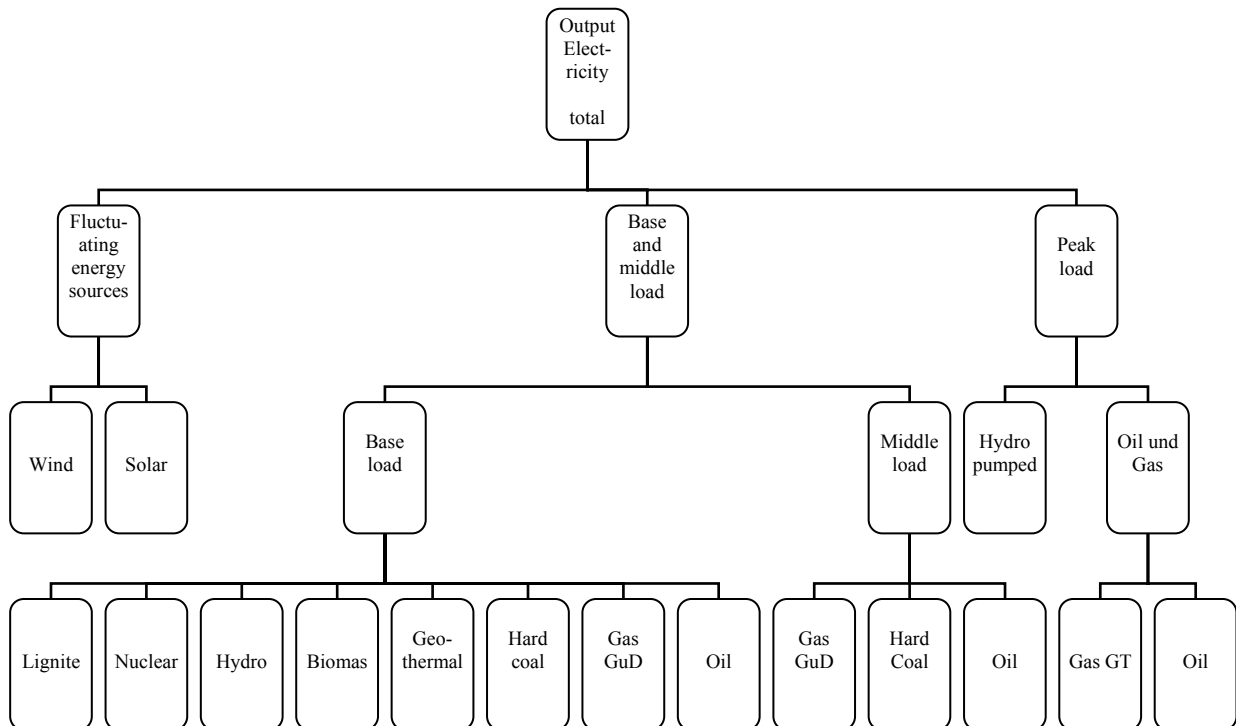 Output
Elect-
ricity
total
Fluctu-
ating
energy
sources
Base
and
middle
load
Peak
load
Wind
Solar
Base
load
Middle
load
Hydro
pumped
Oil und
Gas
Lignite
Nuclear
Hydro
Biomas
Geo-
thermal
Hard
coal
Gas
GuD
Oil
Gas
GuD
Hard
Coal
Oil
Gas GT
Oil